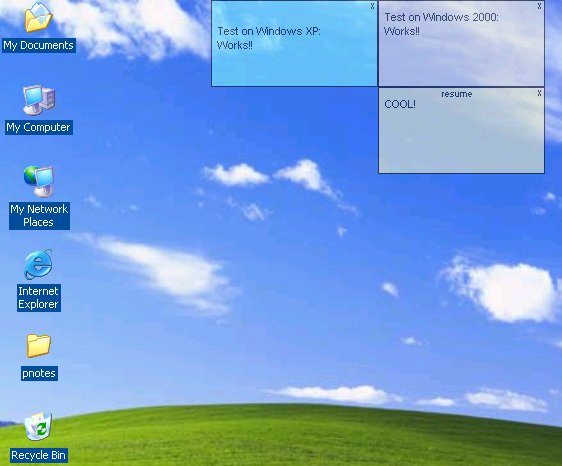 My Documents
My Computer
My Network
Places
Internet
Explorer
pnotes
Recycle Bin
x
Test on Windows XP:
Works!!
x
Test on Windows 2000:
Works!!
resume x
COOL!